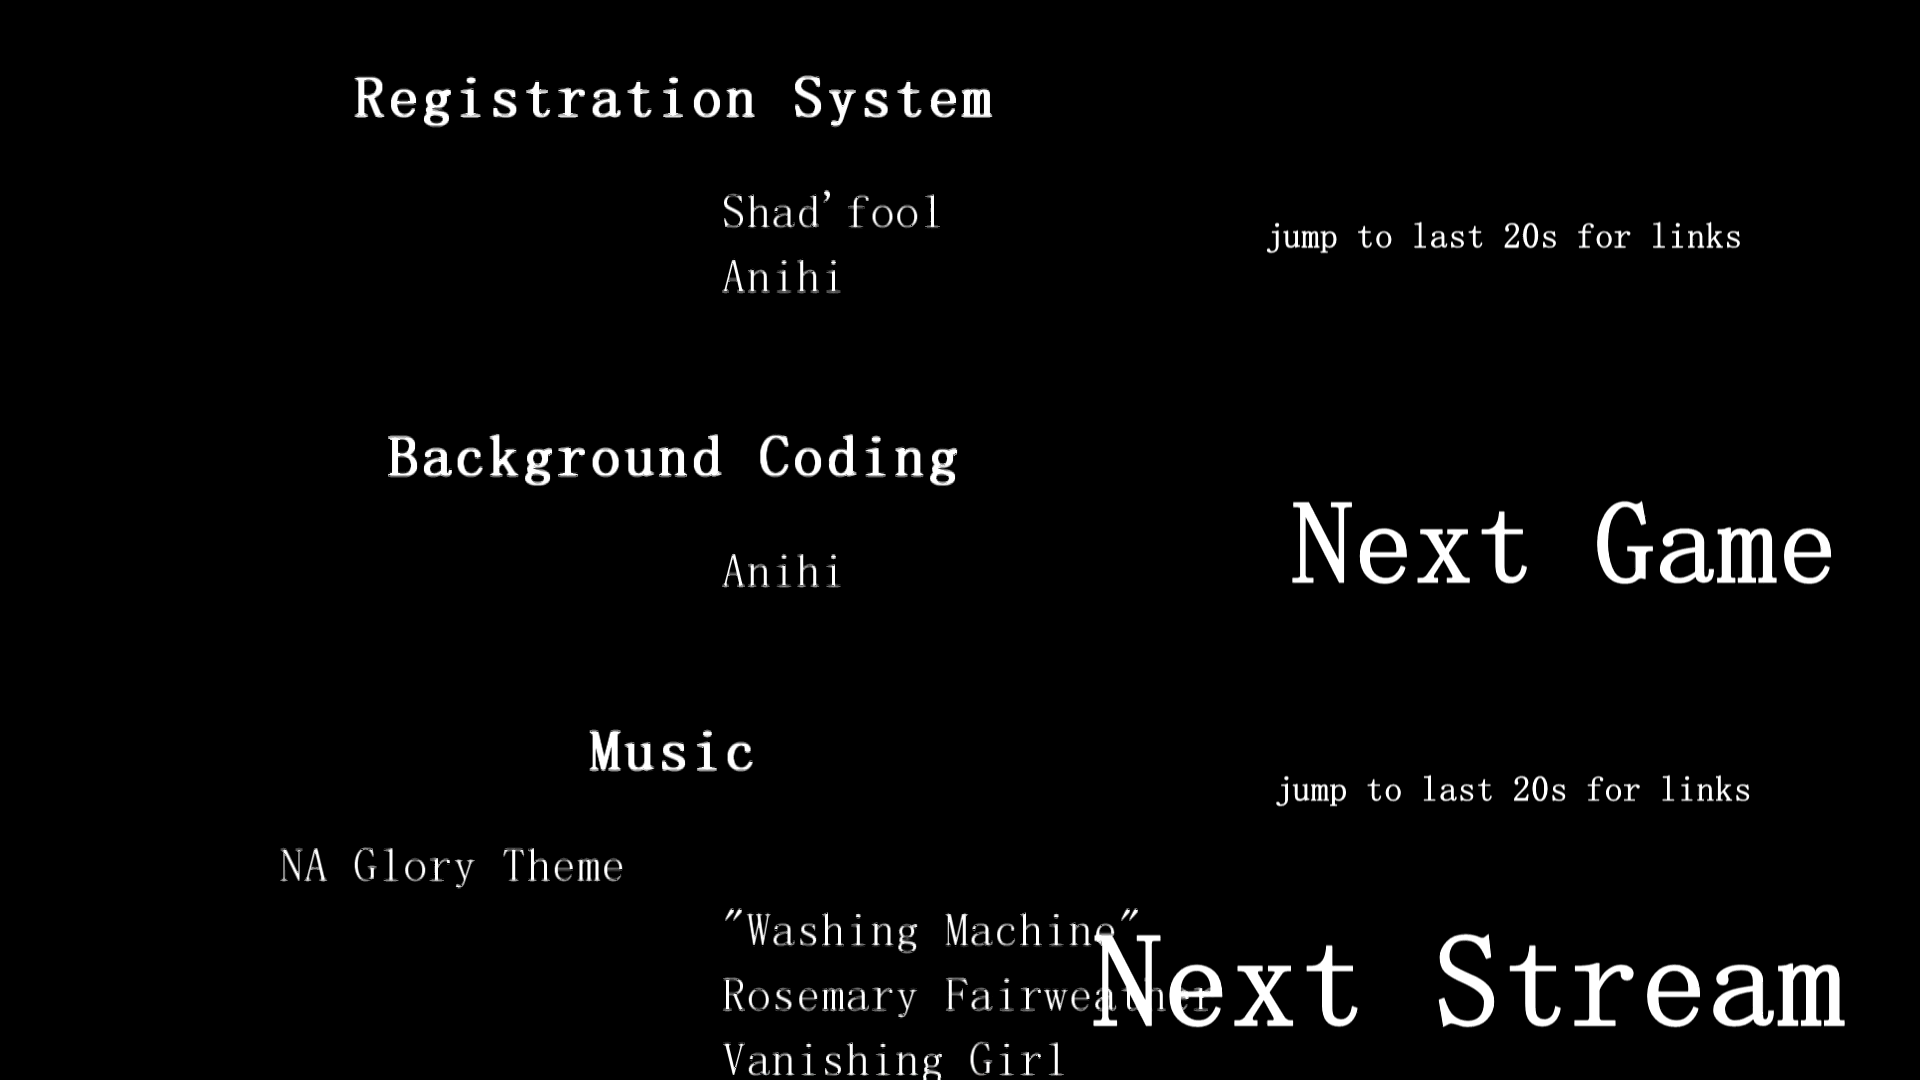 Registration System
Shad'fool
Anihi
jump to last 20s for links
Background Coding
Anihi
Next Game
Music
jump to last 20s for links
NA Glory Theme
"Washing Machine"
Rosemary Fairweather
Vanishing Girl
Next Stream